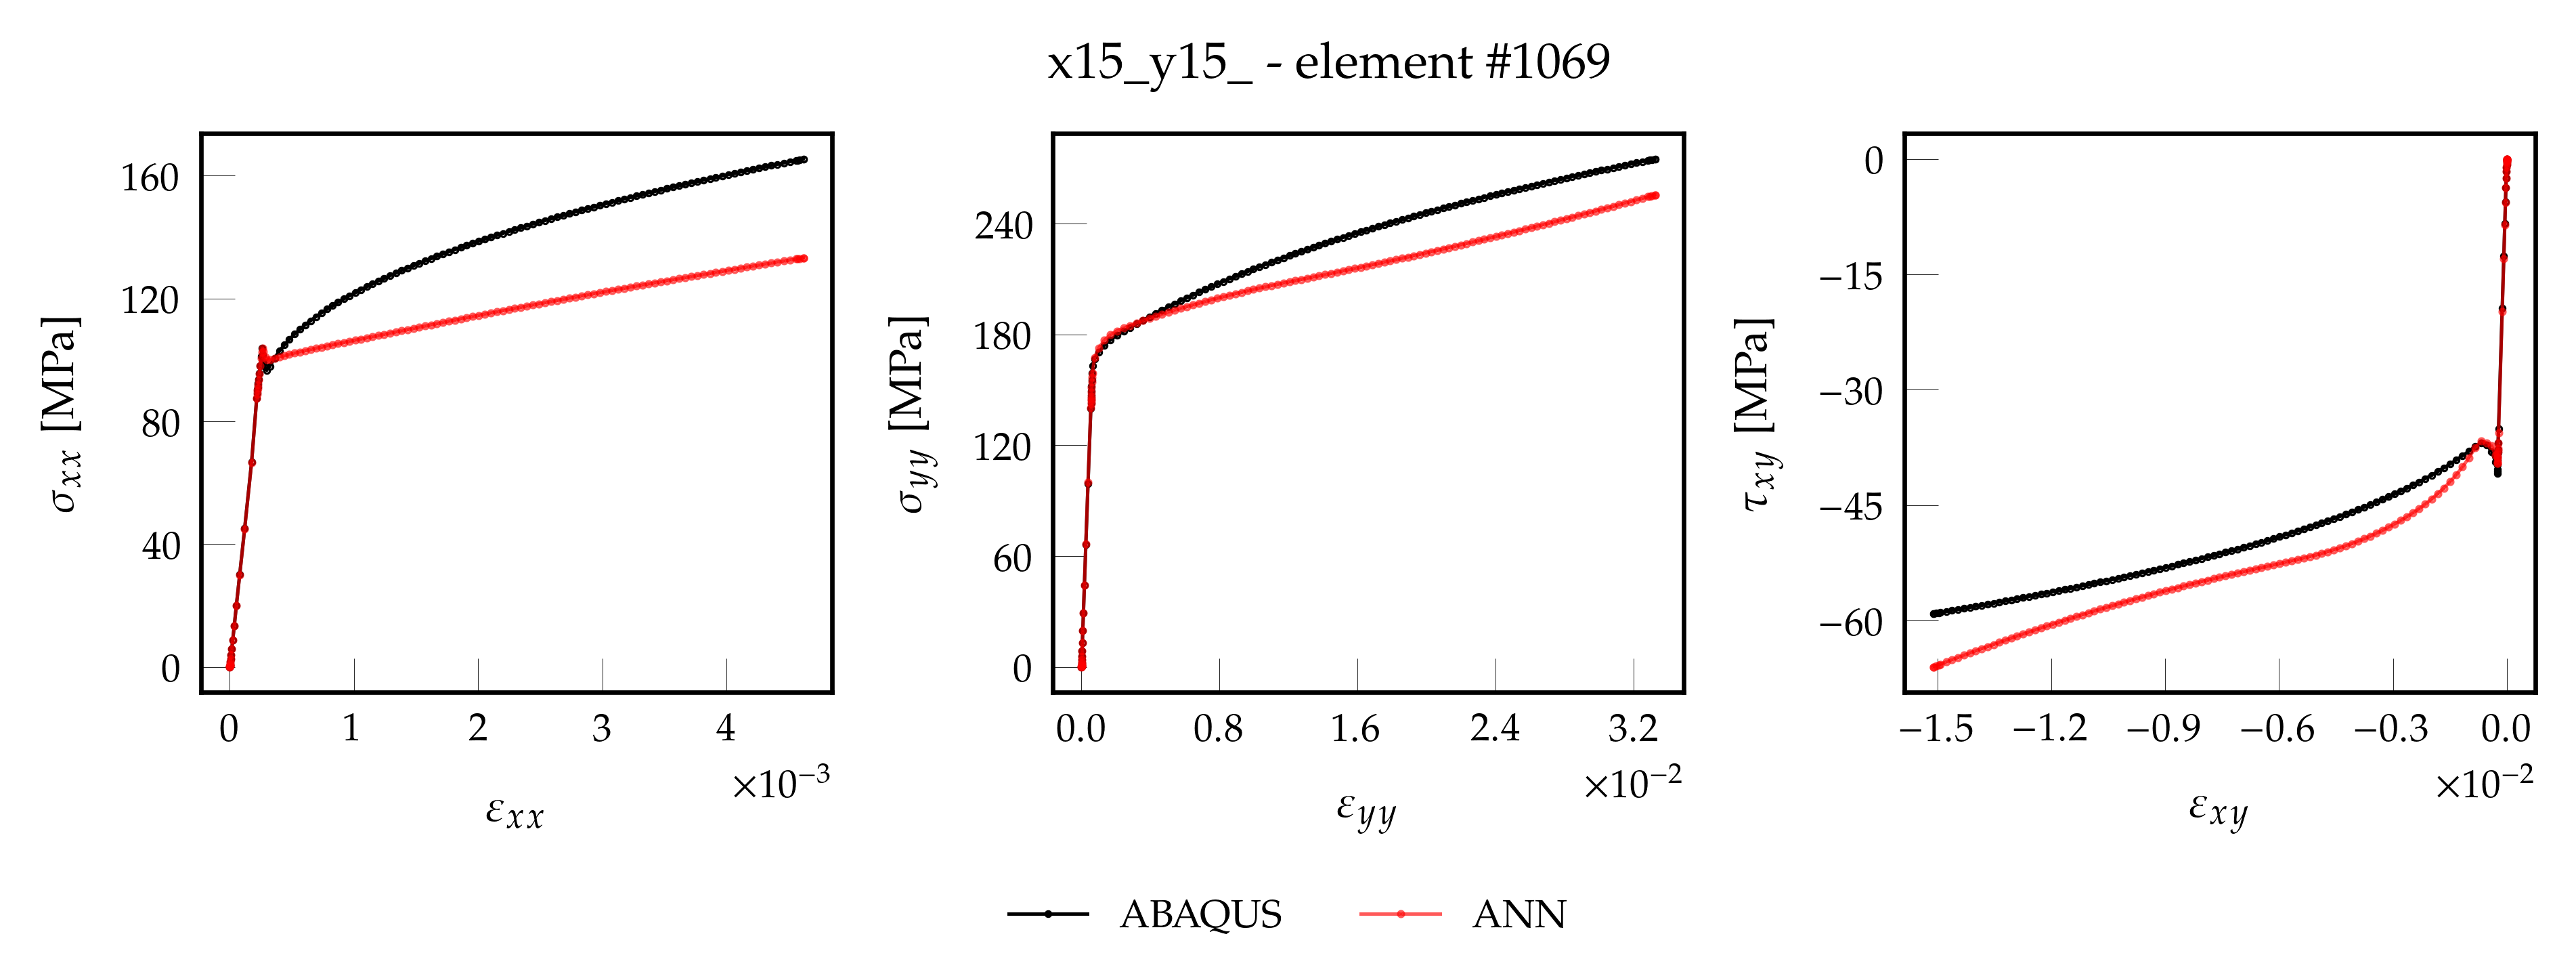 x15_y15_ - element #1069
σxx [MPa]
160
120
80
40
0
0 1 2 3 4
×10−3
εxx
σyy [MPa]
240
180
120
60
0
0.0 0.8 1.6 2.4 3.2
×10−2
εyy
τxy [MPa]
0
−15
−30
−45
−60
−1.5 −1.2 −0.9 −0.6 −0.3 0.0
×10−2
εxy
ABAQUS ANN